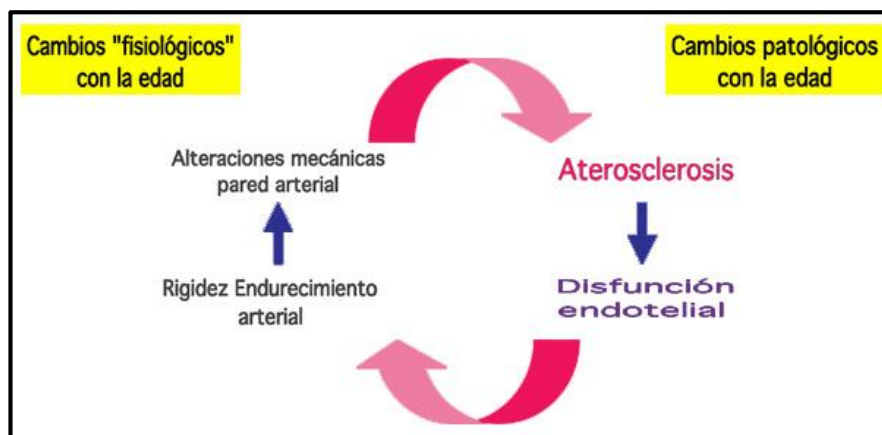 Cambios "fisiológicos"
con la edad
Cambios patológicos
con la edad
Alteraciones mecánicas
pared arterial
Aterosclerosis
Rigidez Endurecimiento
arterial
Disfunción
endotelial